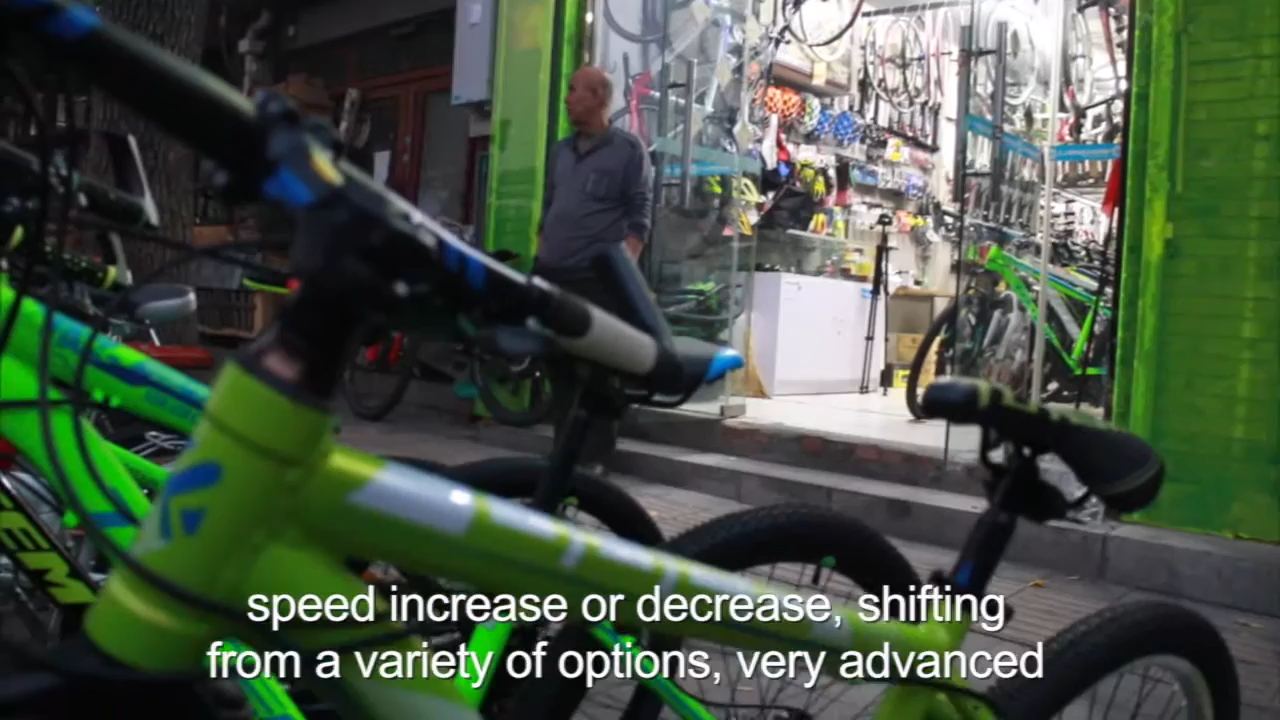 speed increase or decrease, shifting
from a variety of options, very advanced